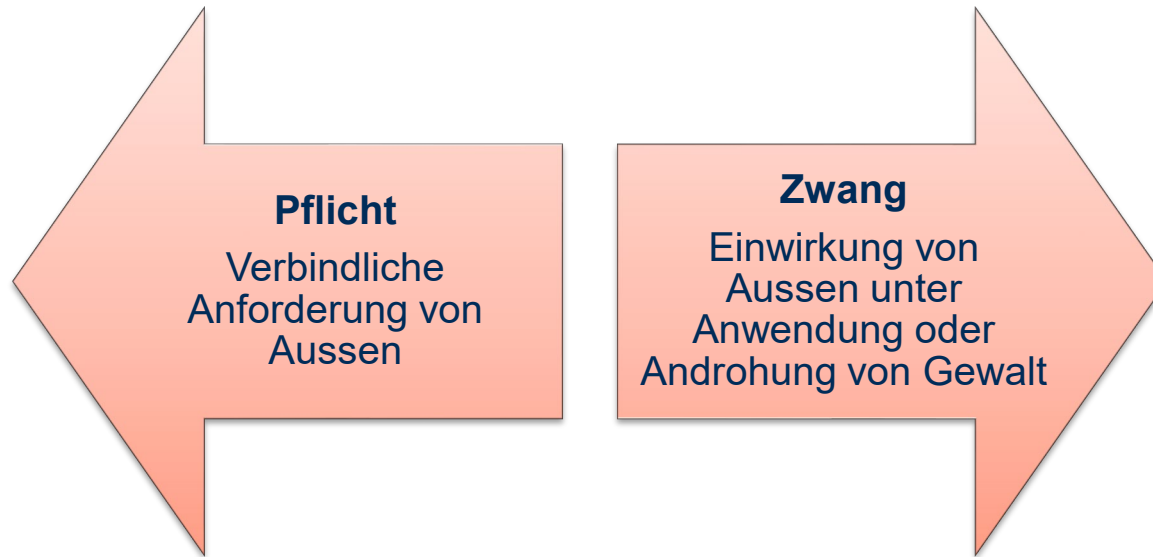 Pflicht
Verbindliche
Anforderung von
Aussen
Zwang
Einwirkung von
Aussen unter
Anwendung oder
Androhung von Gewalt